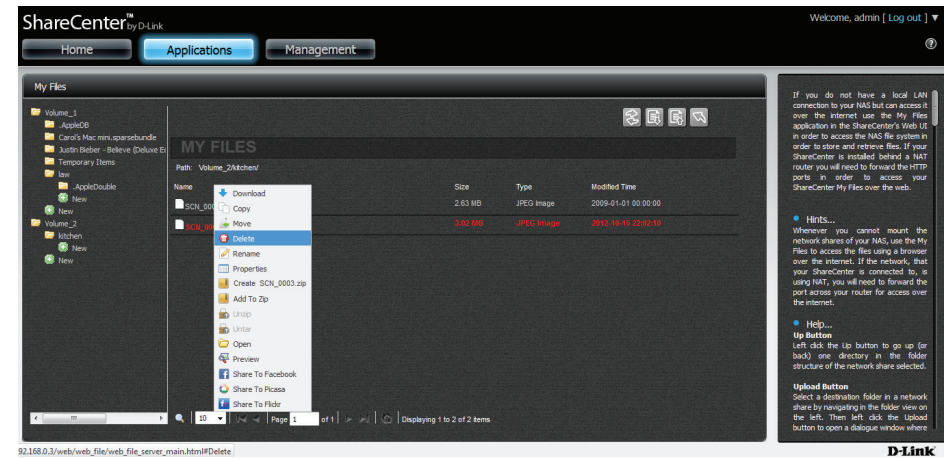 ShareCenter™ by D-Link
Welcome, admin [ Log out ] ▼
Home
Applications
Management
My Files
Volume_1
.AppleDB
Carol's Mac mini.sparsebundle
Justin Bieber - Believe (Deluxe Ec
Temporary Items
law
.AppleDouble
New
New
Volume_2
kitchen
New
New
MY FILES
Path: Volume_2/kitchen/
Name
Size
Type
Modified Time
SCN_000
2.63 MB
JPEG Image
2009-01-01 00:00:00
SCN_00
3.02 MB
JPEG Image
Download
Copy
Move
Delete
Rename
Properties
Create SCN_0003.zip
Add To Zip
Unzip
Untar
Open
Preview
Share To Facebook
Share To Picasa
Share To Flickr
10
Page 1 of 1
Displaying 1 to 2 of 2 items
If you do not have a local LAN
connection to your NAS but can access it
over the internet use the My Files
application in the ShareCenter's Web UI
in order to access the NAS file system in
order to store and retrieve files. If your
ShareCenter is installed behind a NAT
router you will need to forward the HTTP
ports in order to access your
ShareCenter My Files over the web.
Hints...
Whenever you cannot mount the
network shares of your NAS, use the My
Files to access the files using a browser
over the internet. If the network, that
your ShareCenter is connected to, is
using NAT, you will need to forward the
port across your router for access over
the internet.
Help...
Up Button
Left click the Up button to go up (or
back) one directory in the folder
structure of the network share selected.
Upload Button
Select a destination folder in a network
share by navigating in the folder view on
the left. Then left click the Upload
button to open a dialogue window where
92.168.0.3/web/web_file/web_file_server_main.html#Delete
D-Link